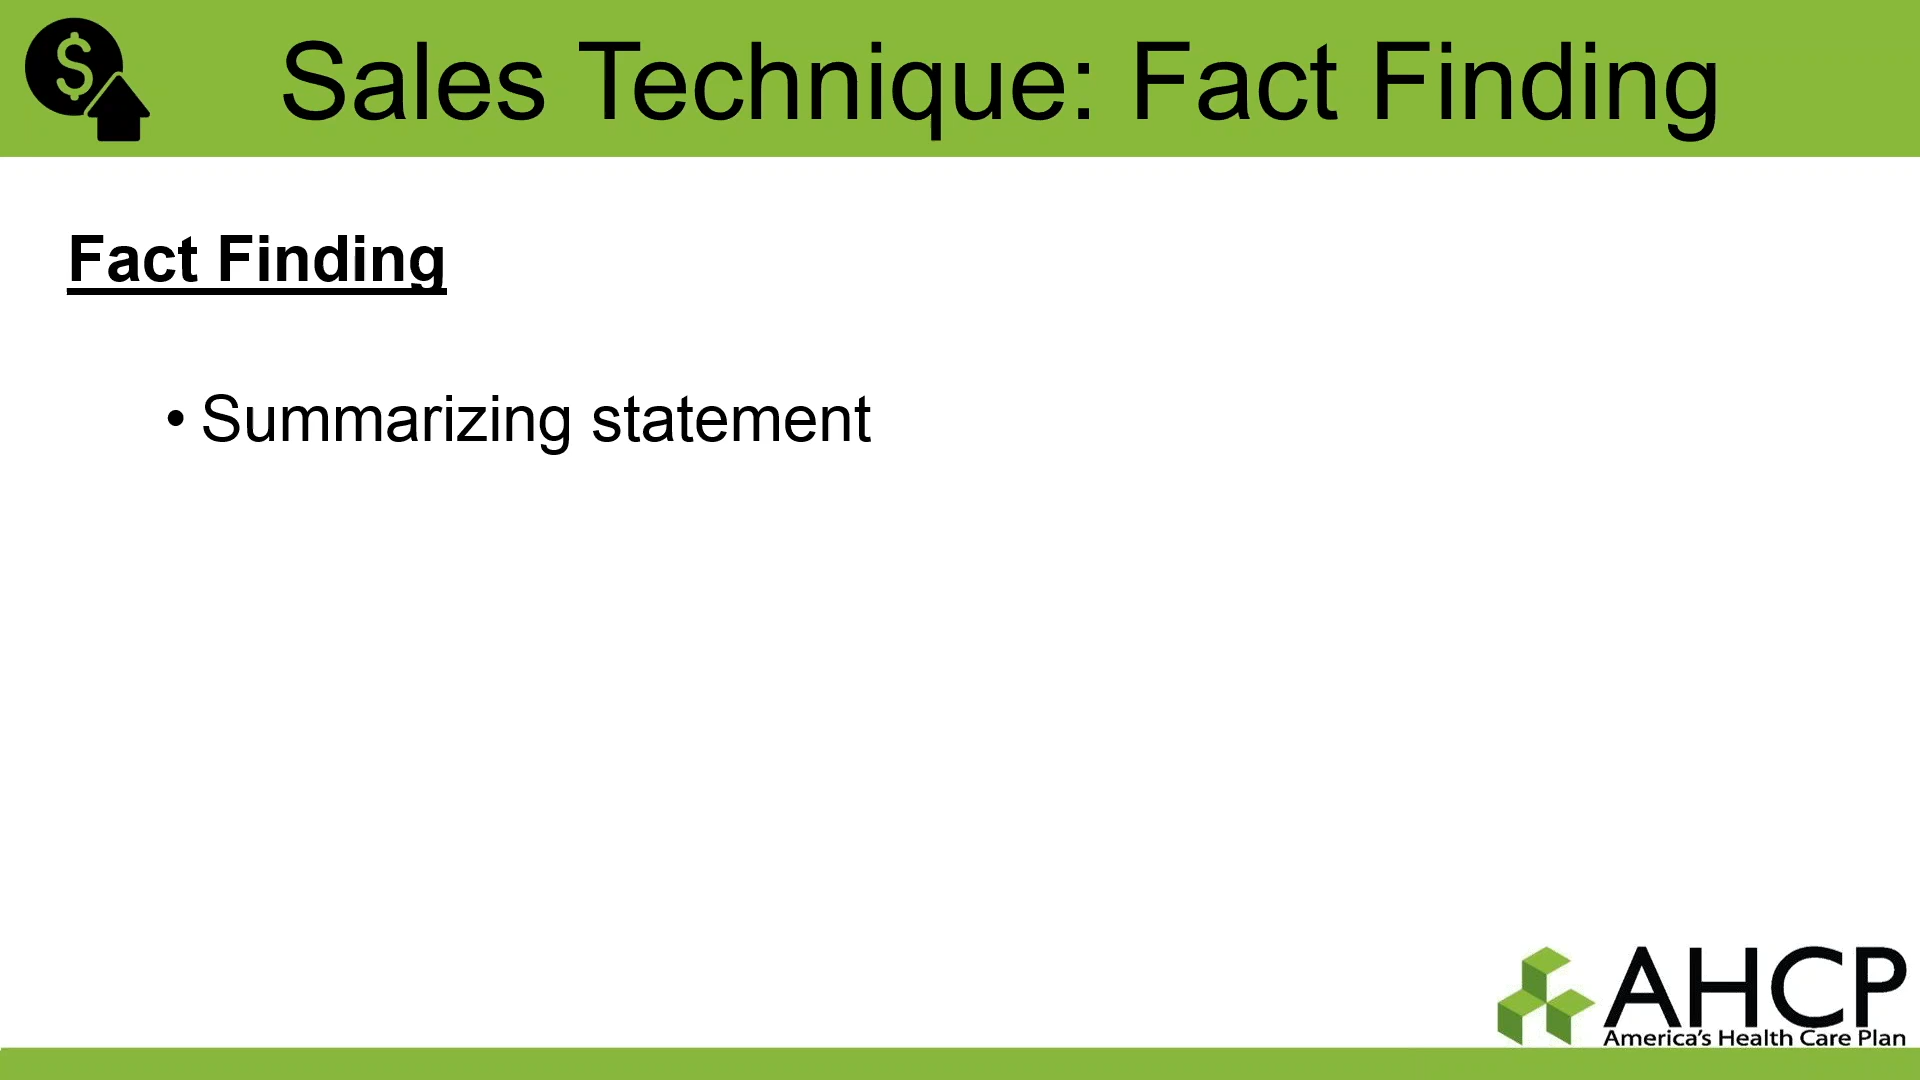 $
Sales Technique: Fact Finding
Fact Finding
• Summarizing statement
AHCP
America's Health Care Plan